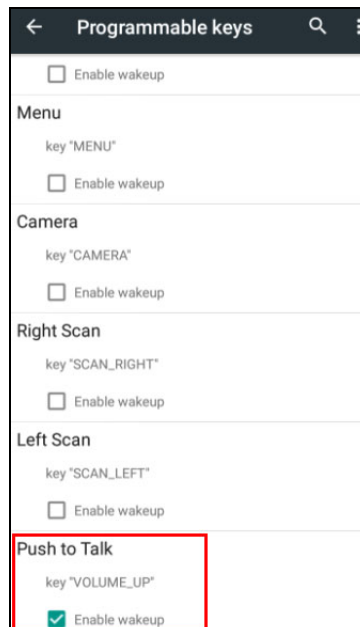 Programmable keys
Enable wakeup
Menu
key "MENU"
Enable wakeup
Camera
key "CAMERA"
Enable wakeup
Right Scan
key "SCAN_RIGHT"
Enable wakeup
Left Scan
key "SCAN_LEFT"
Enable wakeup
Push to Talk
key "VOLUME_UP"
Enable wakeup